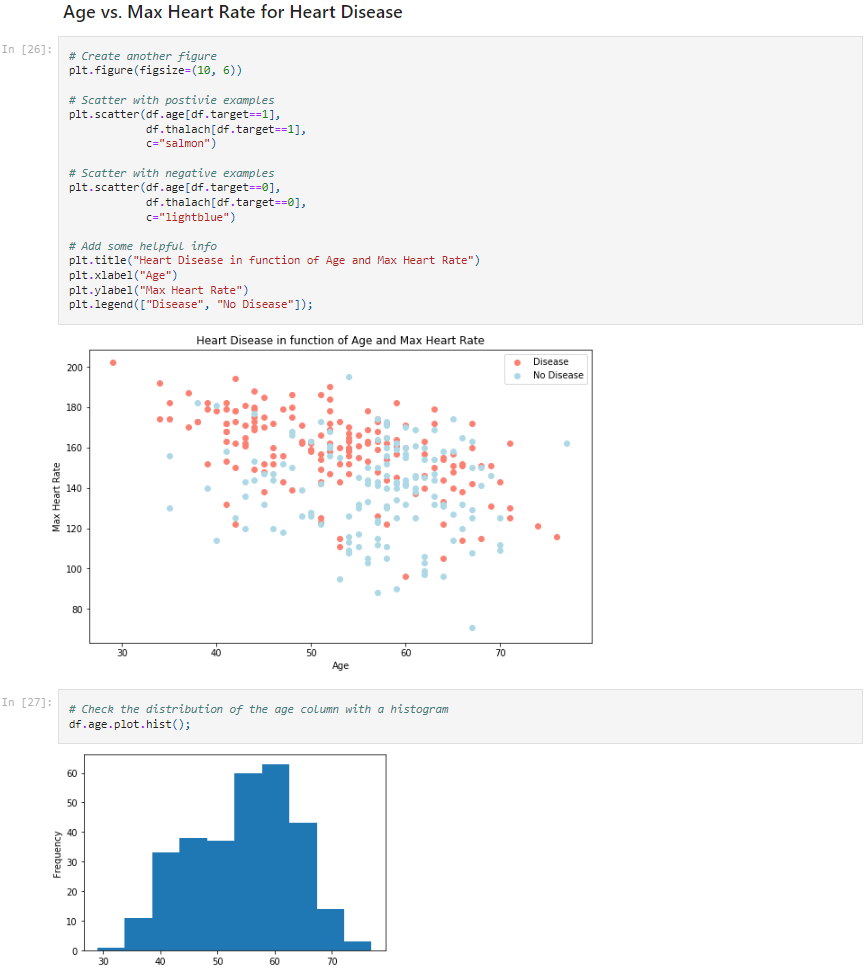 Age vs. Max Heart Rate for Heart Disease
In [26]:
# Create another figure
plt.figure(figsize=(10, 6))
# Scatter with postivie examples
plt.scatter(df.age[df.target==1],
df.thalach[df.target==1],
c="salmon")
# Scatter with negative examples
plt.scatter(df.age[df.target==0],
df.thalach[df.target==0],
c="lightblue")
# Add some helpful info
plt.title("Heart Disease in function of Age and Max Heart Rate")
plt.xlabel("Age")
plt.ylabel("Max Heart Rate")
plt.legend(["Disease", "No Disease"]);
Heart Disease in function of Age and Max Heart Rate
Disease
No Disease
200
180
160
140
120
100
80
Max Heart Rate
30 40 50 60 70
Age
In [27]:
# Check the distribution of the age column with a histogram
df.age.plot.hist();
60
50
40
30
20
10
0
Frequency
30 40 50 60 70